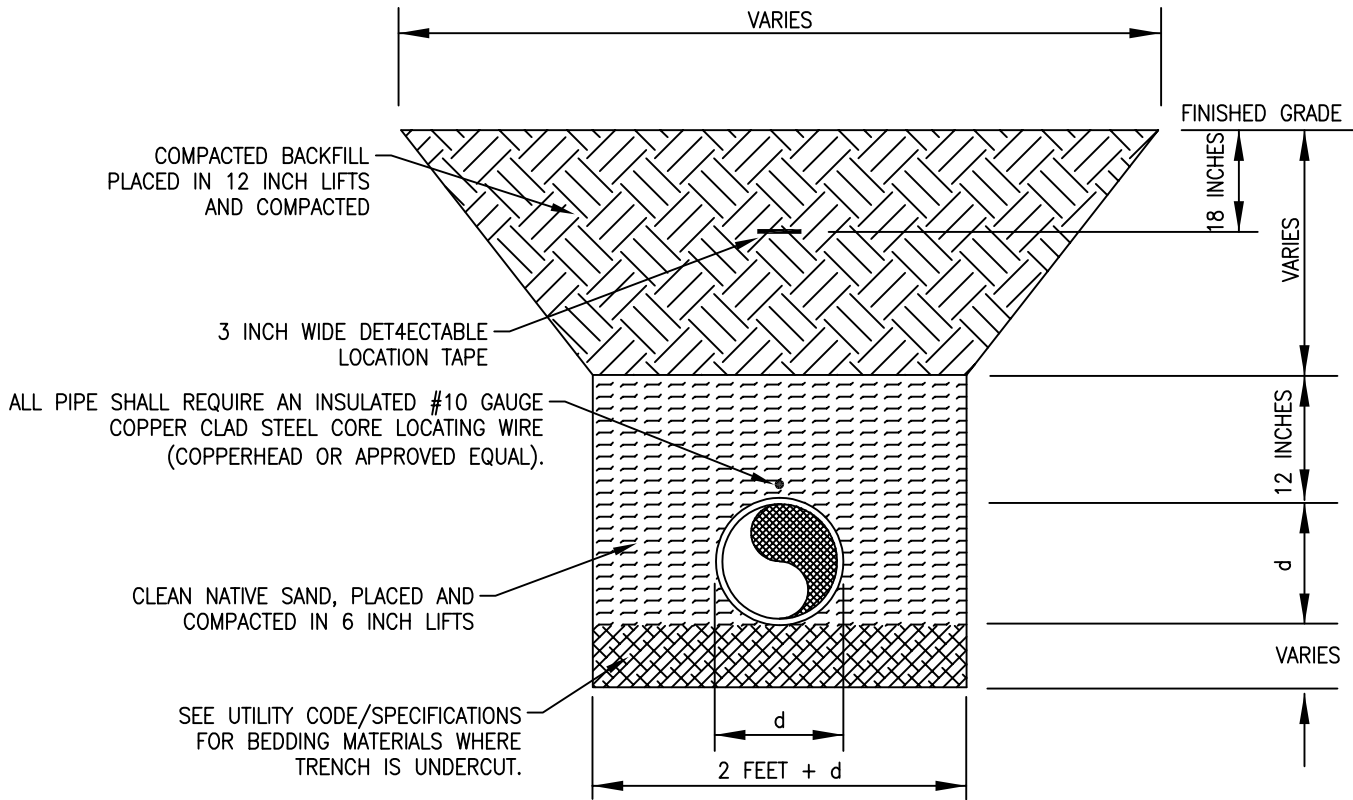 VARIES
FINISHED GRADE
18 INCHES
VARIES
COMPACTED BACKFILL
PLACED IN 12 INCH LIFTS
AND COMPACTED
3 INCH WIDE DET4ECTABLE
LOCATION TAPE
ALL PIPE SHALL REQUIRE AN INSULATED #10 GAUGE
COPPER CLAD STEEL CORE LOCATING WIRE
(COPPERHEAD OR APPROVED EQUAL).
12 INCHES
d
CLEAN NATIVE SAND, PLACED AND
COMPACTED IN 6 INCH LIFTS
VARIES
SEE UTILITY CODE/SPECIFICATIONS
FOR BEDDING MATERIALS WHERE
TRENCH IS UNDERCUT.
d
2 FEET + d